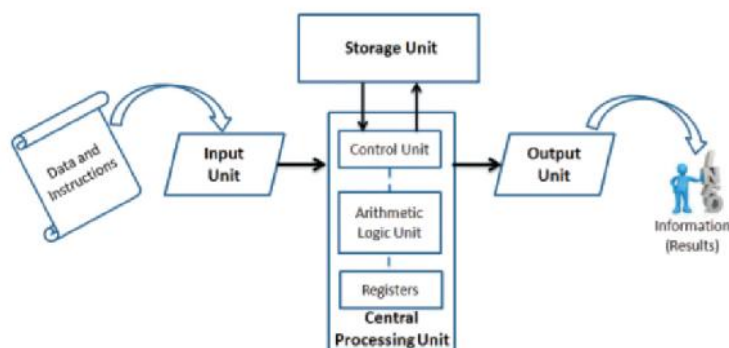 Storage Unit
Data and
Instructions
Input
Unit
Control Unit
Arithmetic
Logic Unit
Registers
Central
Processing Unit
Output
Unit
Information
(Results)